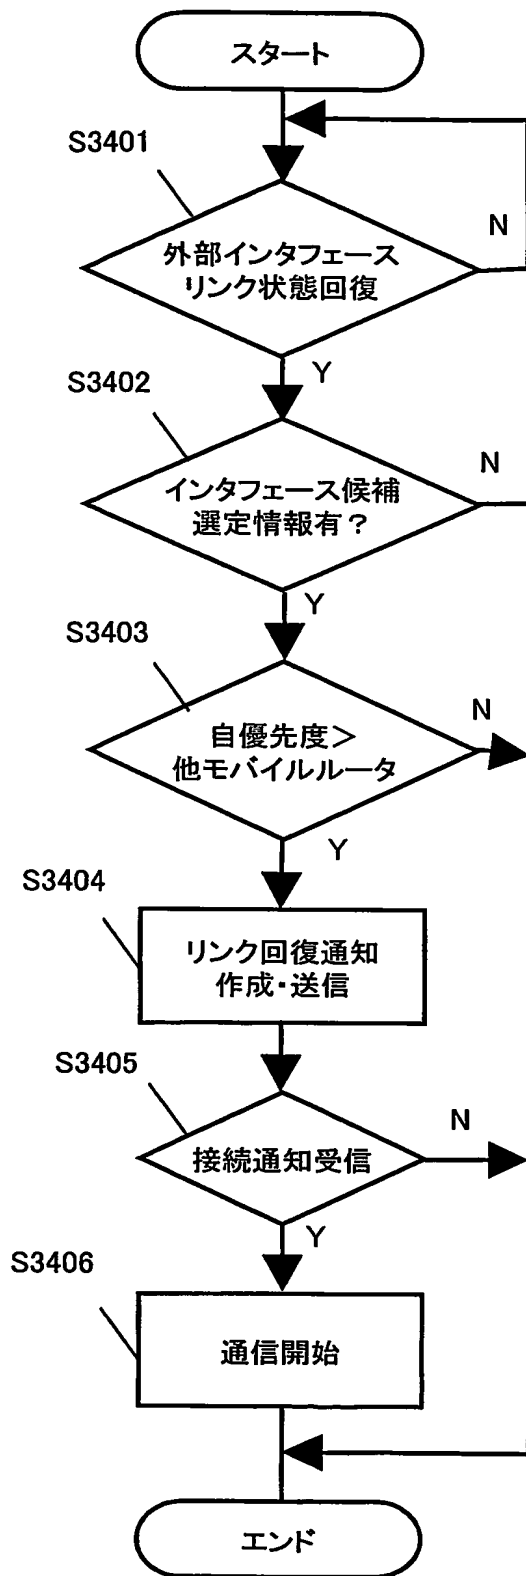 スタート
S3401
外部インタフェース
リンク状態回復
N
Y
S3402
インタフェース候補
選定情報有？
N
Y
S3403
自優先度＞
他モバイルルータ
N
Y
S3404
リンク回復通知
作成・送信
S3405
接続通知受信
N
Y
S3406
通信開始
エンド